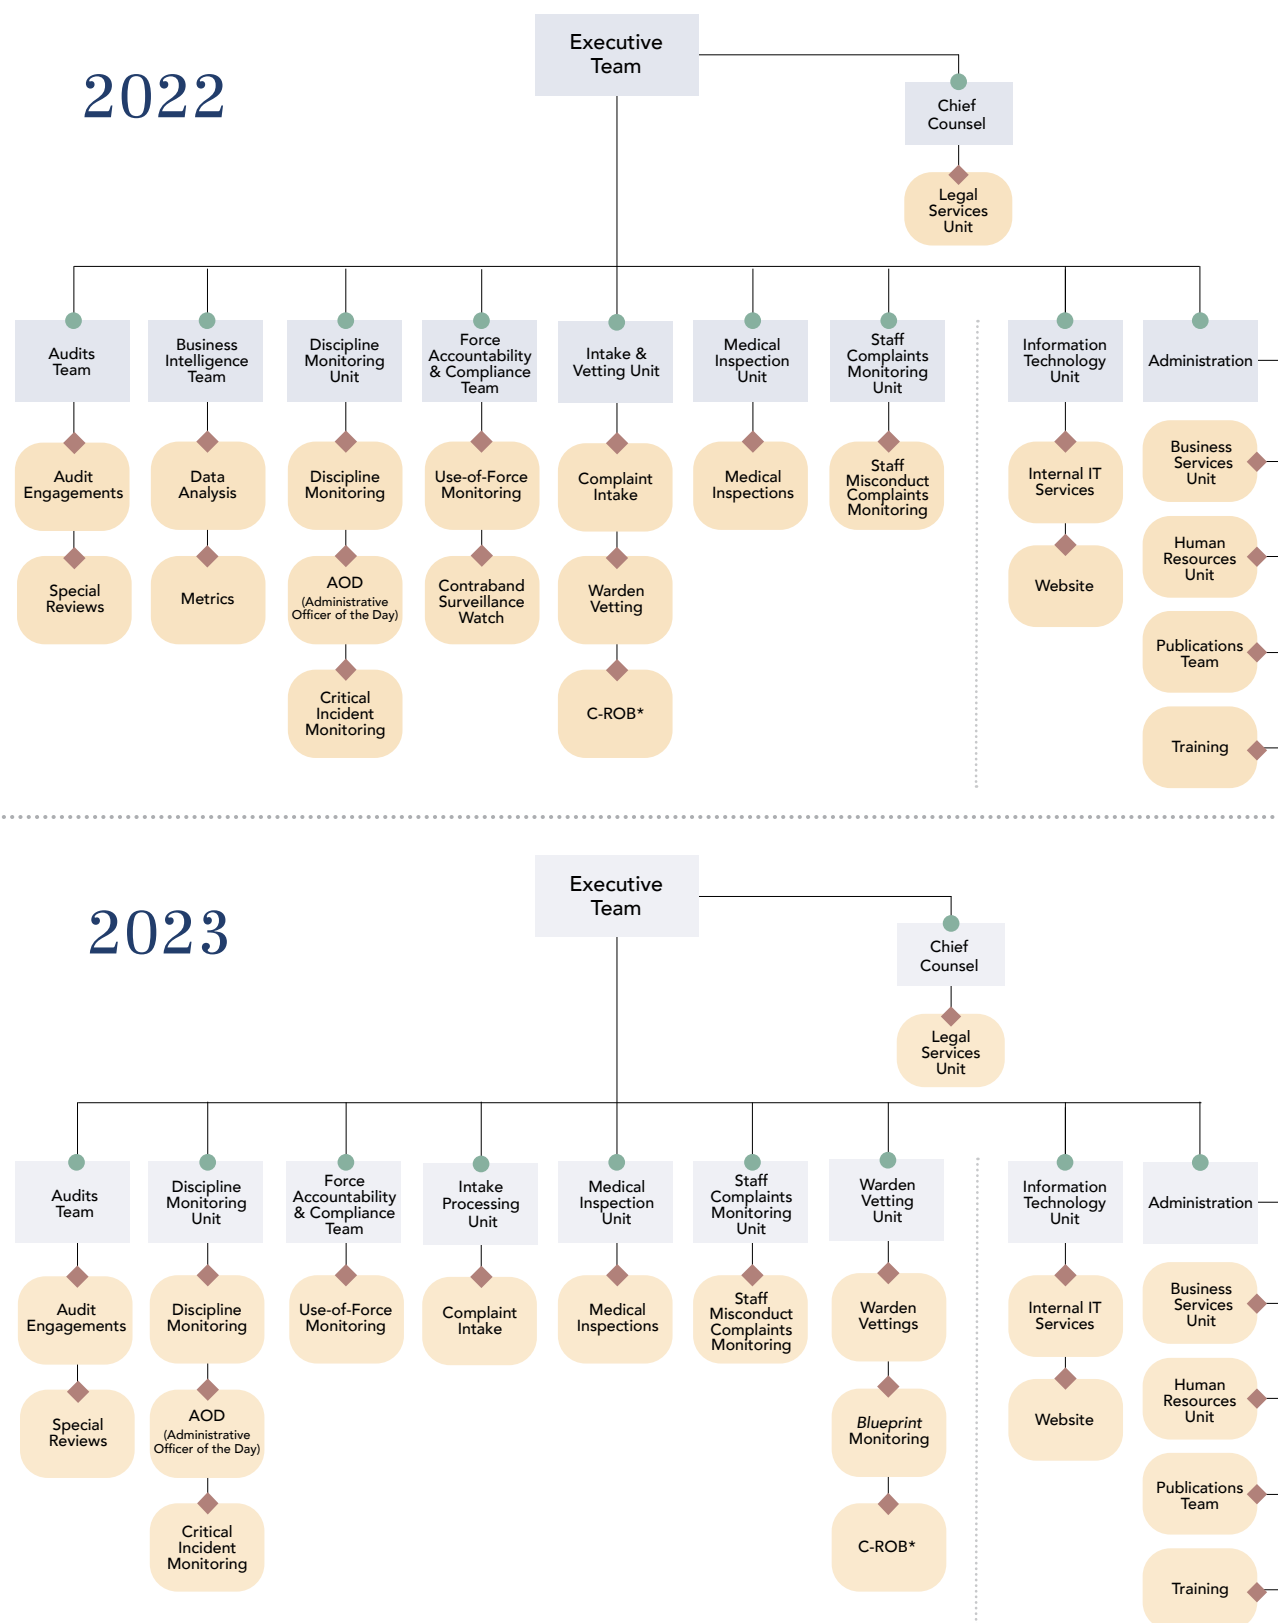 2022
Executive
Team
Chief
Counsel
Legal
Services
Unit
Audits
Team
Audit
Engagements
Special
Reviews
Business
Intelligence
Team
Data
Analysis
Metrics
Discipline
Monitoring
Unit
Discipline
Monitoring
AOD
(Administrative
Officer of the Day)
Critical
Incident
Monitoring
Force
Accountability
& Compliance
Team
Use-of-Force
Monitoring
Contraband
Surveillance
Watch
Intake &
Vetting Unit
Complaint
Intake
Warden
Vetting
C-ROB*
Medical
Inspection
Unit
Medical
Inspections
Staff
Complaints
Monitoring
Unit
Staff
Misconduct
Complaints
Monitoring
Information
Technology
Unit
Internal IT
Services
Website
Administration
Business
Services
Unit
Human
Resources
Unit
Publications
Team
Training
2023
Executive
Team
Chief
Counsel
Legal
Services
Unit
Audits
Team
Audit
Engagements
Special
Reviews
Discipline
Monitoring
Unit
Discipline
Monitoring
AOD
(Administrative
Officer of the Day)
Critical
Incident
Monitoring
Force
Accountability
& Compliance
Team
Use-of-Force
Monitoring
Intake
Processing
Unit
Complaint
Intake
Medical
Inspection
Unit
Medical
Inspections
Staff
Complaints
Monitoring
Unit
Staff
Misconduct
Complaints
Monitoring
Warden
Vetting
Unit
Warden
Vettings
Blueprint
Monitoring
C-ROB*
Information
Technology
Unit
Internal IT
Services
Website
Administration
Business
Services
Unit
Human
Resources
Unit
Publications
Team
Training